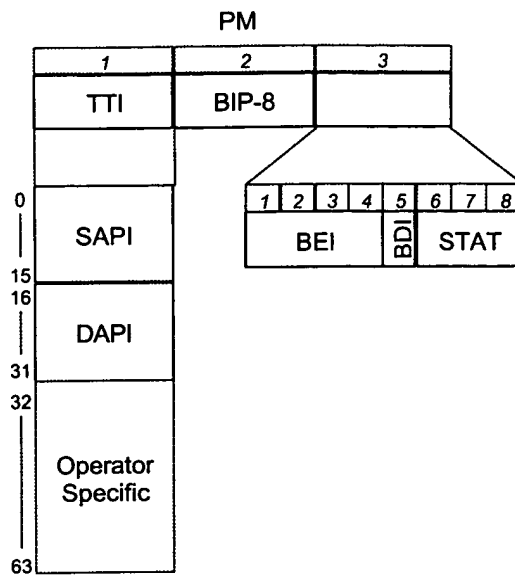 PM
1 2 3
TTI BIP-8
0
SAPI
15
16
DAPI
31
32
Operator
Specific
63
1 2 3 4 5 6 7 8
BEI BDI STAT